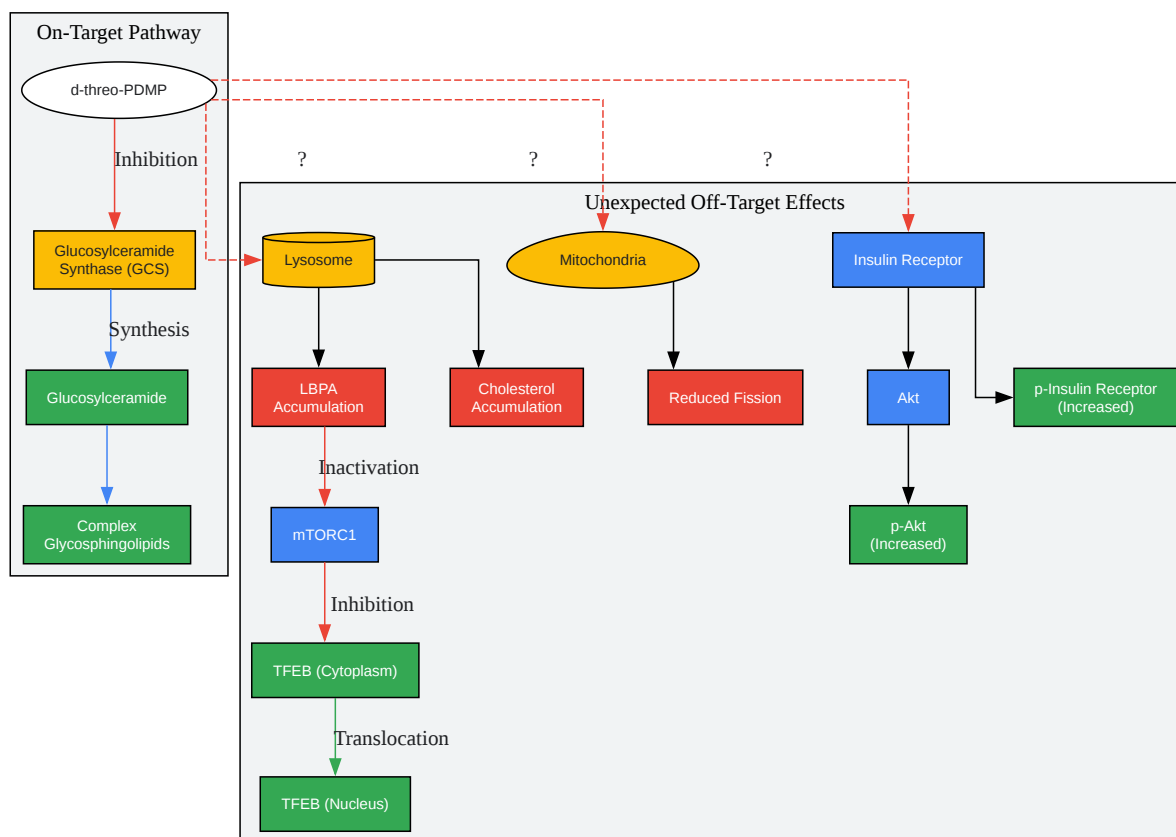 On-Target Pathway
d-threo-PDMP
Inhibition
Glucosylceramide
Synthase (GCS)
Synthesis
Glucosylceramide
Complex
Glycosphingolipids
?
?
?
Unexpected Off-Target Effects
Lysosome
Mitochondria
Insulin Receptor
LBPA
Accumulation
Cholesterol
Accumulation
Reduced Fission
Akt
p-Insulin Receptor
(Increased)
Inactivation
mTORC1
p-Akt
(Increased)
Inhibition
TFEB (Cytoplasm)
Translocation
TFEB (Nucleus)